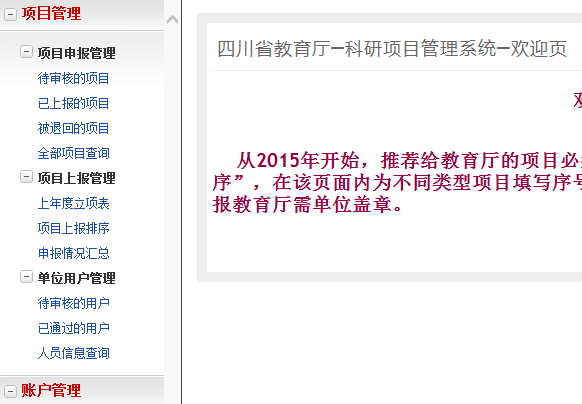 项目管理
项目申报管理
待审核的项目
已上报的项目
被退回的项目
全部项目查询
项目上报管理
上年度立项表
项目上报排序
申报情况汇总
单位用户管理
待审核的用户
已通过的用户
人员信息查询
账户管理
四川省教育厅—科研项目管理系统—欢迎页
从2015年开始，推荐给教育厅的项目必
序”，在该页面内为不同类型项目填写序号
报教育厅需单位盖章。